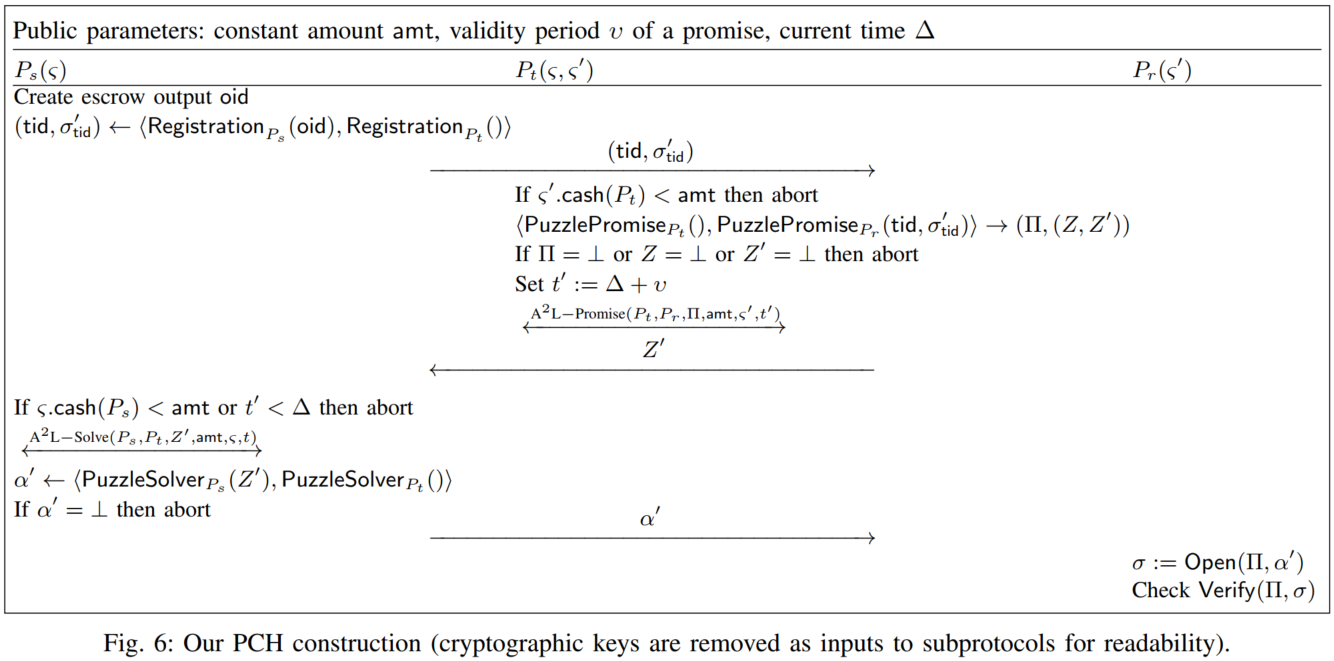 Public parameters: constant amount amt, validity period υ of a promise, current time Δ
P_s(ς) P_t(ς, ς′) P_r(ς′)
Create escrow output oid
(tid, σ′_tid) ← ⟨Registration_{P_s}(oid), Registration_{P_t}()⟩
(tid, σ′_tid)
If ς′.cash(P_t) < amt then abort
⟨PuzzlePromise_{P_t}(), PuzzlePromise_{P_r}(tid, σ′_tid)⟩ → (Π, (Z, Z′))
If Π = ⊥ or Z = ⊥ or Z′ = ⊥ then abort
Set t′ := Δ + υ
A²L−Promise(P_t,P_r,Π,amt,ς′,t′)
Z′
If ς.cash(P_s) < amt or t′ < Δ then abort
A²L−Solve(P_s,P_t,Z′,amt,ς,t)
α′ ← ⟨PuzzleSolver_{P_s}(Z′), PuzzleSolver_{P_t}()⟩
If α′ = ⊥ then abort
α′
σ := Open(Π, α′)
Check Verify(Π, σ)
Fig. 6: Our PCH construction (cryptographic keys are removed as inputs to subprotocols for readability).